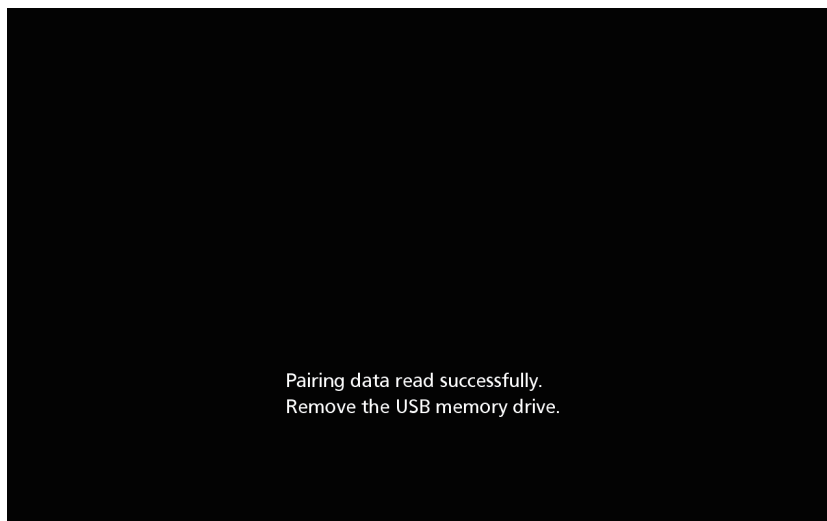 Pairing data read successfully.
Remove the USB memory drive.